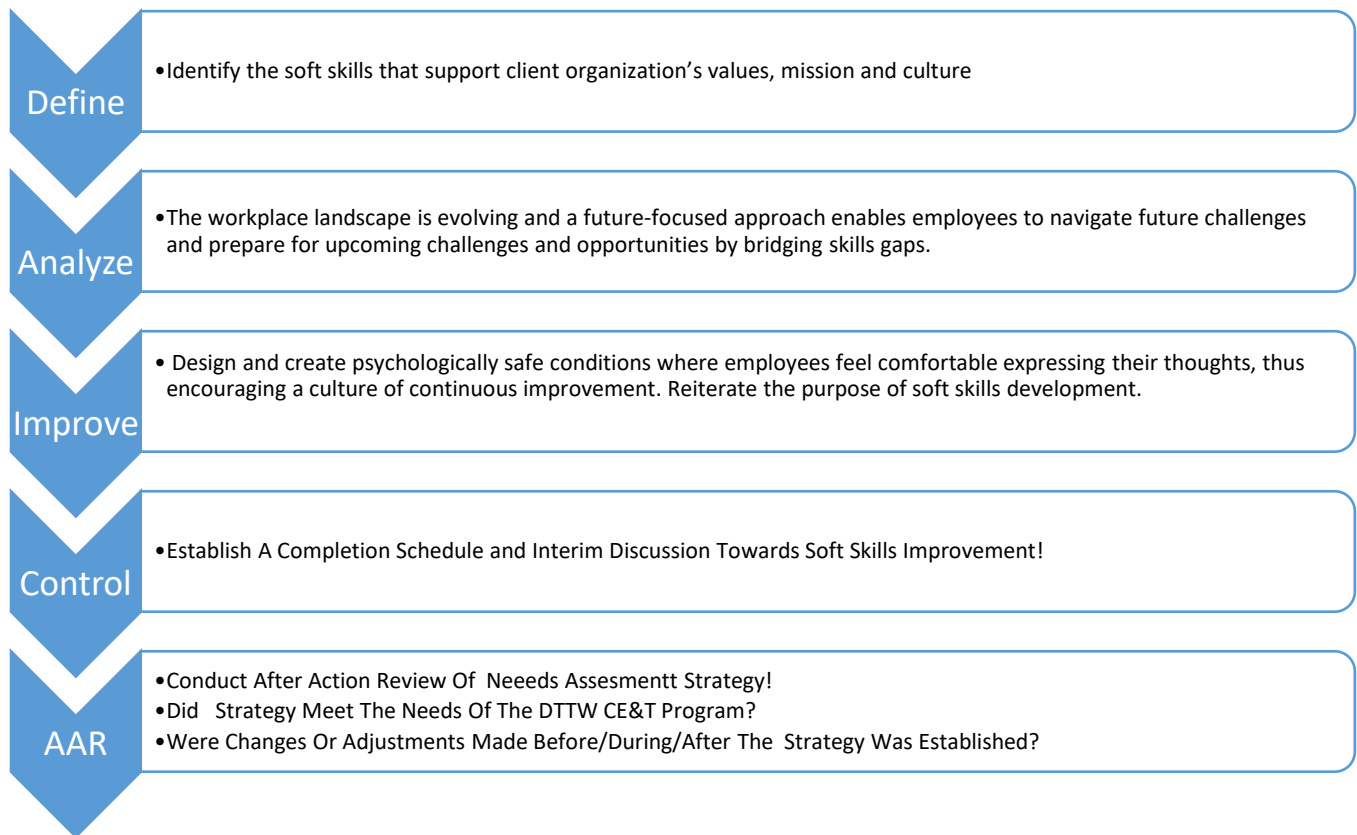 Define
•Identify the soft skills that support client organization’s values, mission and culture
Analyze
•The workplace landscape is evolving and a future-focused approach enables employees to navigate future challenges
and prepare for upcoming challenges and opportunities by bridging skills gaps.
Improve
• Design and create psychologically safe conditions where employees feel comfortable expressing their thoughts, thus
encouraging a culture of continuous improvement. Reiterate the purpose of soft skills development.
Control
•Establish A Completion Schedule and Interim Discussion Towards Soft Skills Improvement!
AAR
•Conduct After Action Review Of Neeeds Assesmentt Strategy!
•Did Strategy Meet The Needs Of The DTTW CE&T Program?
•Were Changes Or Adjustments Made Before/During/After The Strategy Was Established?